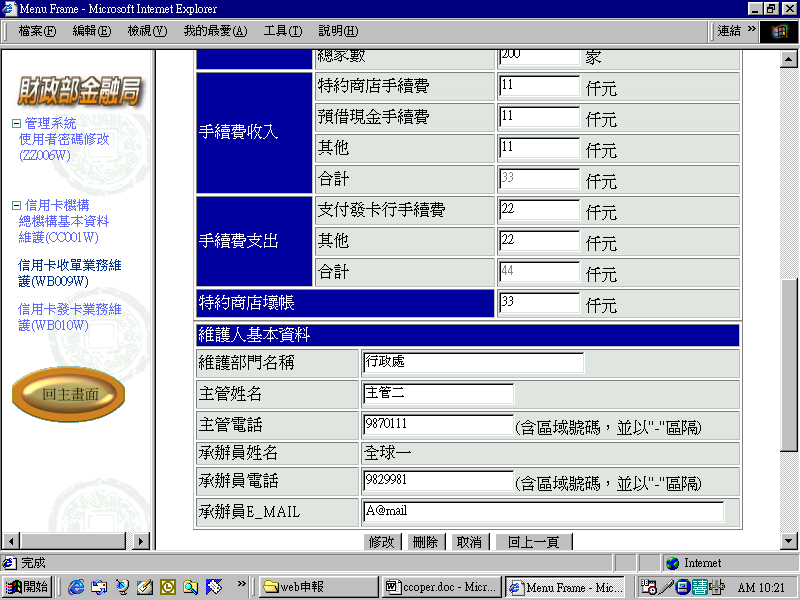 Menu Frame - Microsoft Internet Explorer
檔案(F) 編輯(E) 檢視(V) 我的最愛(A) 工具(T) 說明(H) 連結 »
財政部金融局
管理系統
使用者密碼修改
(ZZ006W)
信用卡機構
總機構基本資料
維護(CC001W)
信用卡收單業務維
護(WB009W)
信用卡發卡業務維
護(WB010W)
回主畫面
總家數 200 家
手續費收入
特約商店手續費 11 仟元
預借現金手續費 11 仟元
其他 11 仟元
合計 33 仟元
手續費支出
支付發卡行手續費 22 仟元
其他 22 仟元
合計 44 仟元
特約商店壞帳 33 仟元
維護人基本資料
維護部門名稱 行政處
主管姓名 主管二
主管電話 9870111 (含區域號碼，並以"-"區隔)
承辦員姓名 全球一
承辦員電話 9829981 (含區域號碼，並以"-"區隔)
承辦員E_MAIL A@mail
修改 刪除 取消 回上一頁
完成 Internet
開始 » web申報 ccoper.doc - Micr... Menu Frame - Mic... AM 10:21